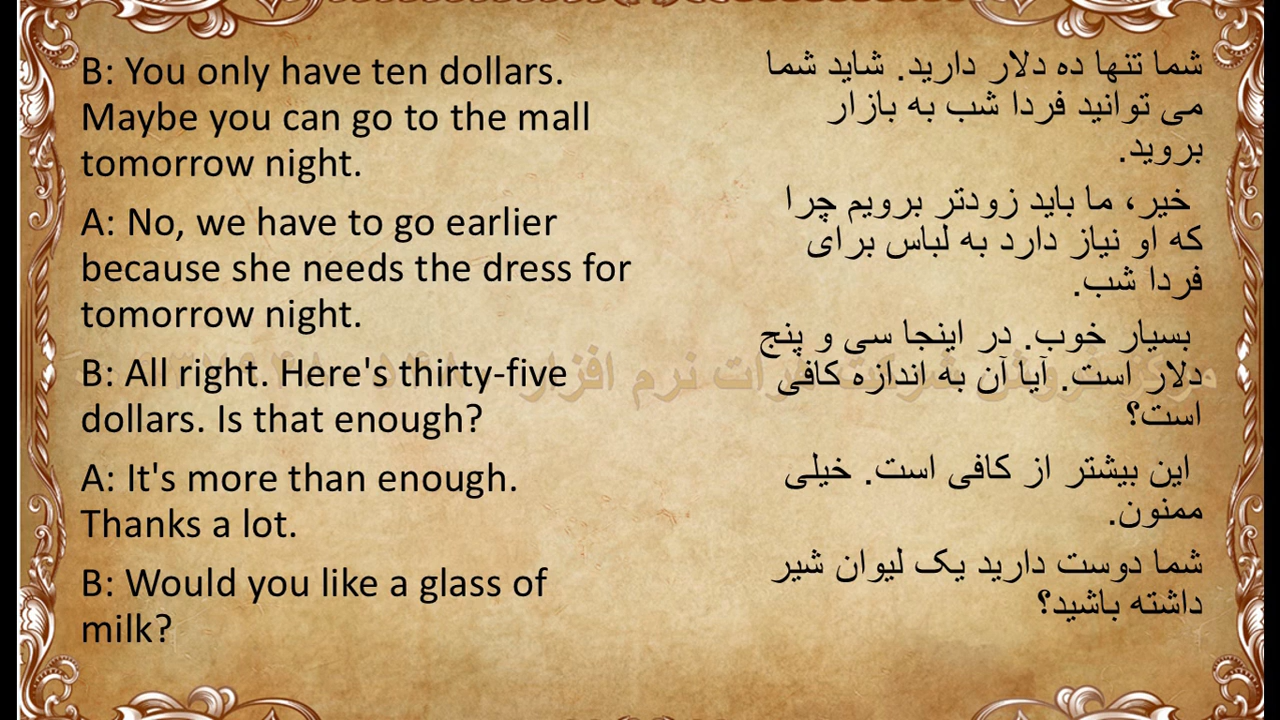 B: You only have ten dollars.
Maybe you can go to the mall
tomorrow night.
A: No, we have to go earlier
because she needs the dress for
tomorrow night.
B: All right. Here's thirty-five
dollars. Is that enough?
A: It's more than enough.
Thanks a lot.
B: Would you like a glass of
milk?
شما تنها ده دلار دارید. شاید شما
می توانید فردا شب به بازار
بروید.
خیر، ما باید زودتر برویم چرا
که او نیاز دارد به لباس برای
فردا شب.
بسیار خوب. در اینجا سی و پنج
دلار است. آیا آن به اندازه کافی
است؟
این بیشتر از کافی است. خیلی
ممنون.
شما دوست دارید یک لیوان شیر
داشته باشید؟
نرم افزار